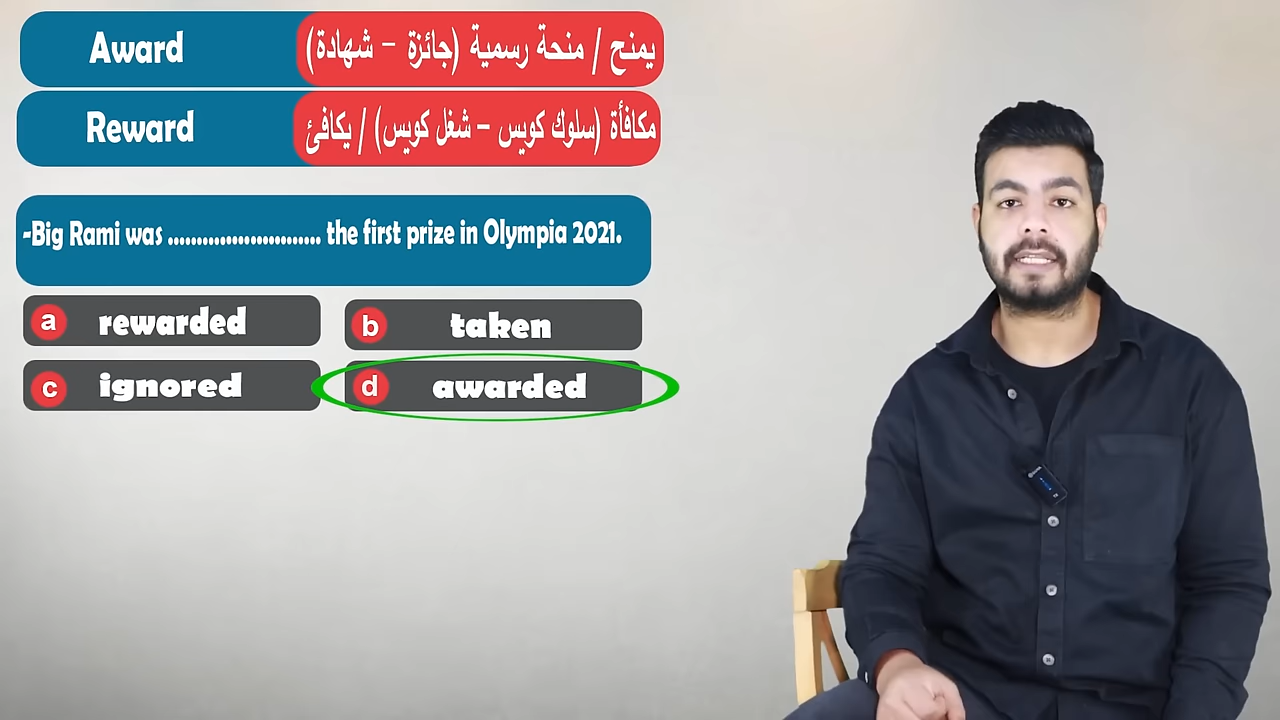 Award
يمنح / منحة رسمية (جائزة - شهادة)
Reward
مكافأة (سلوك كويس - شغل كويس) / يكافئ
-Big Rami was .......................... the first prize in Olympia 2021.
a rewarded
b taken
c ignored
d awarded